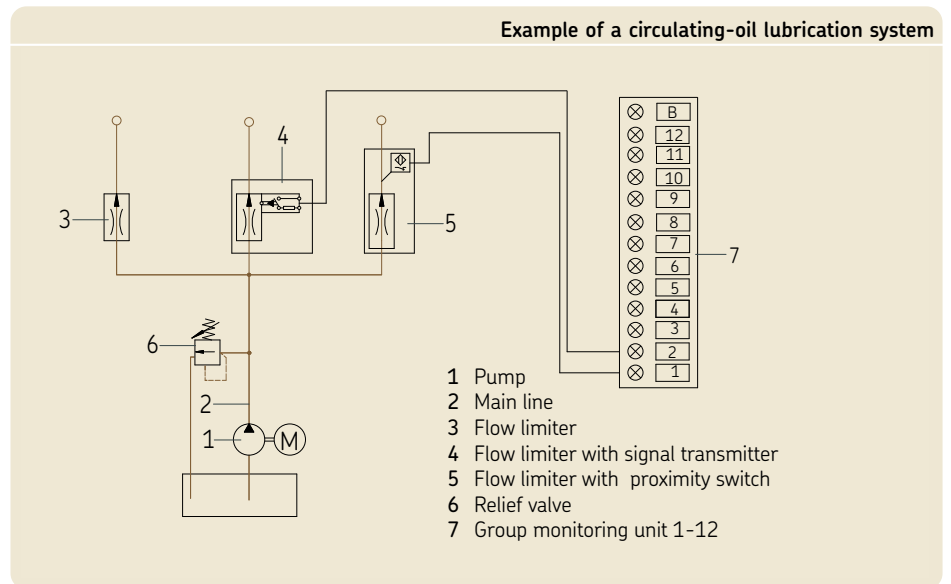 Example of a circulating-oil lubrication system
4
3
5
6
2
1
M
B
12
11
10
9
8
7
6
5
4
3
2
1
7
1 Pump
2 Main line
3 Flow limiter
4 Flow limiter with signal transmitter
5 Flow limiter with proximity switch
6 Relief valve
7 Group monitoring unit 1-12